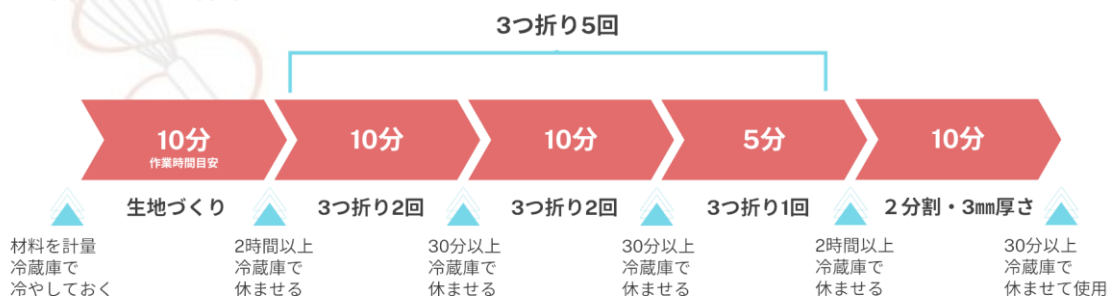 3つ折り5回
10分
作業時間目安
10分
10分
5分
10分
生地づくり
3つ折り2回
3つ折り2回
3つ折り1回
２分割・3㎜厚さ
材料を計量
冷蔵庫で
冷やしておく
2時間以上
冷蔵庫で
休ませる
30分以上
冷蔵庫で
休ませる
30分以上
冷蔵庫で
休ませる
2時間以上
冷蔵庫で
休ませる
30分以上
冷蔵庫で
休ませて使用